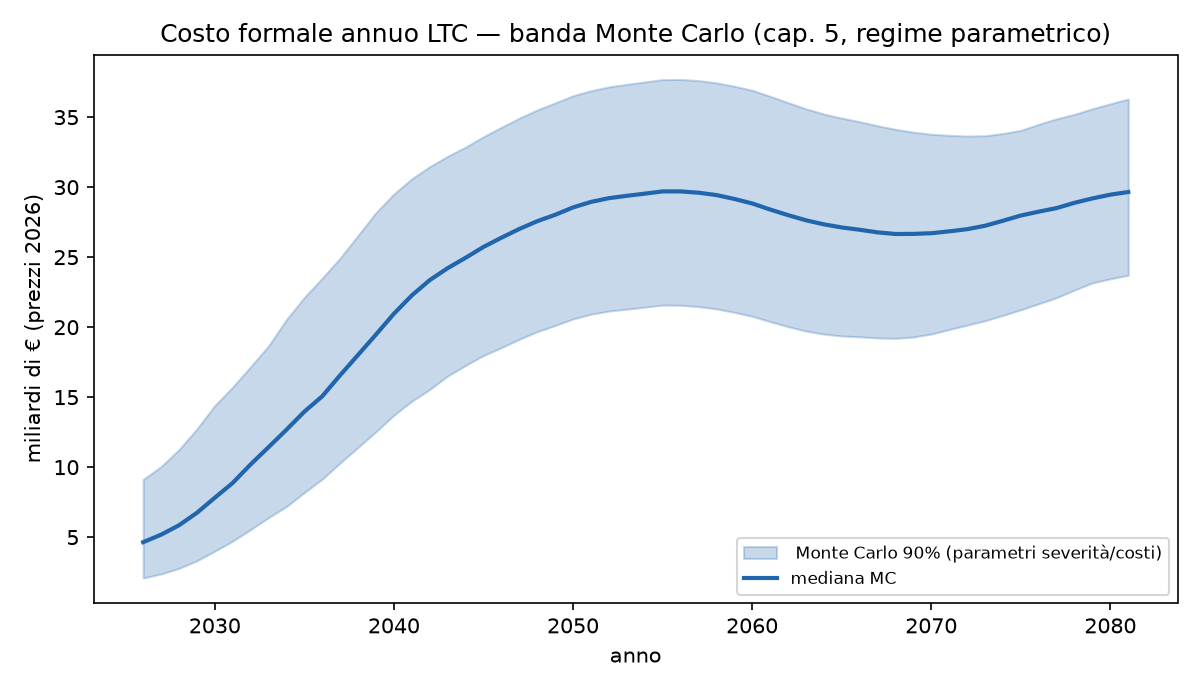 Costo formale annuo LTC — banda Monte Carlo (cap. 5, regime parametrico)
miliardi di € (prezzi 2026)
35
30
25
20
15
10
5
Monte Carlo 90% (parametri severità/costi)
mediana MC
2030 2040 2050 2060 2070 2080
anno